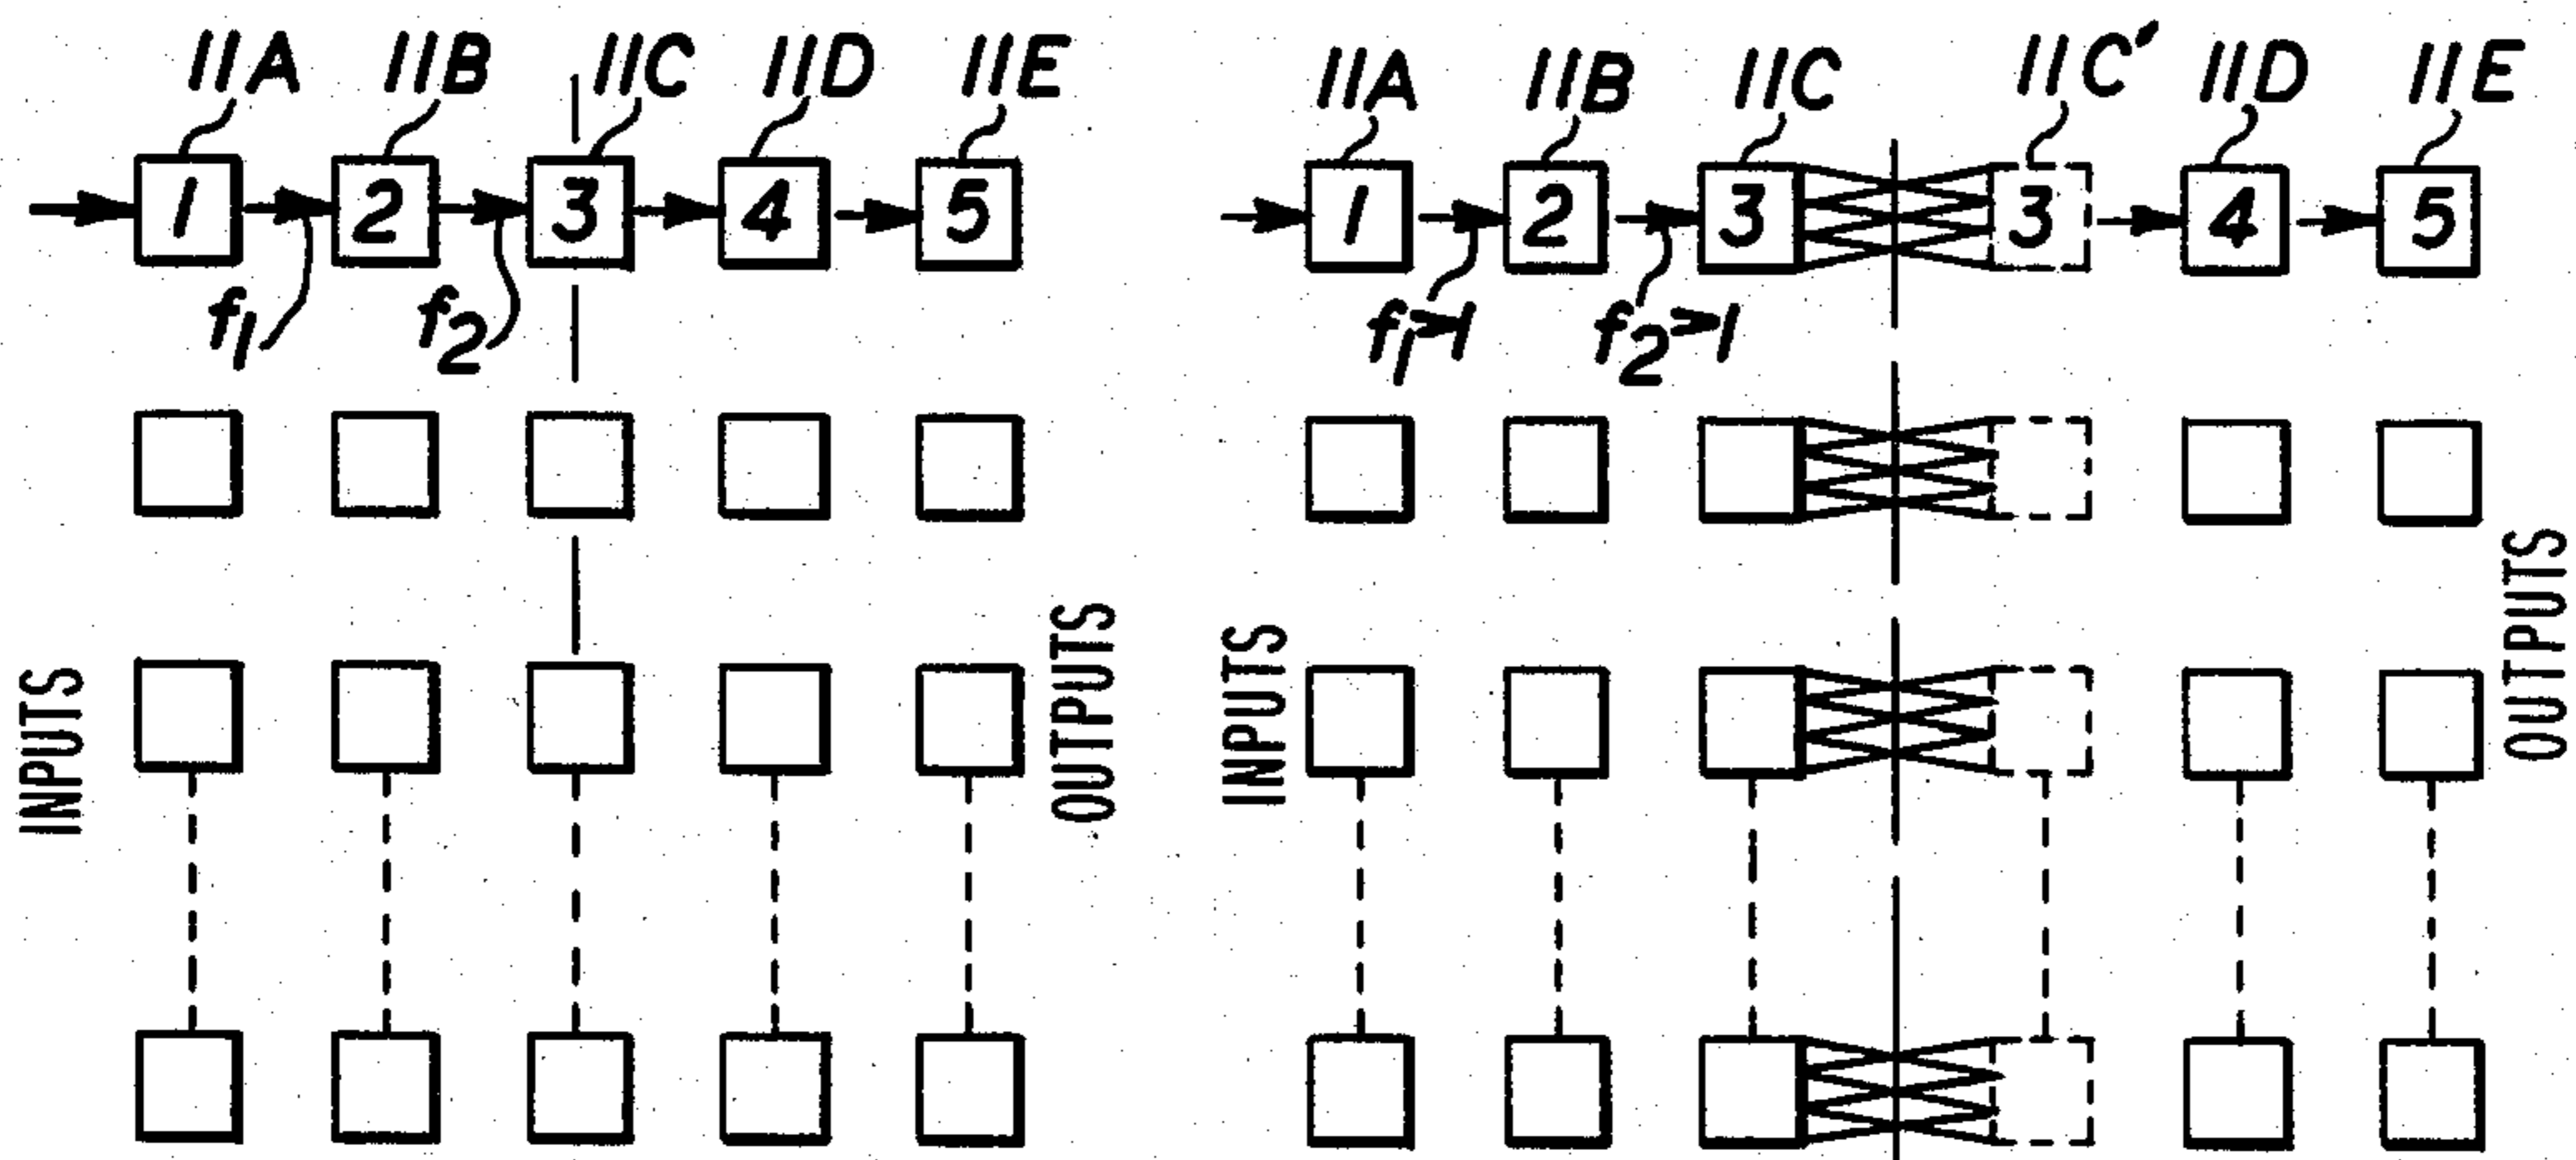 11A 11B 11C 11D 11E
1 2 3 4 5
f1 f2
INPUTS
OUTPUTS
11A 11B 11C 11C' 11D 11E
1 2 3 3 4 5
f1>1 f2>1
INPUTS
OUTPUTS